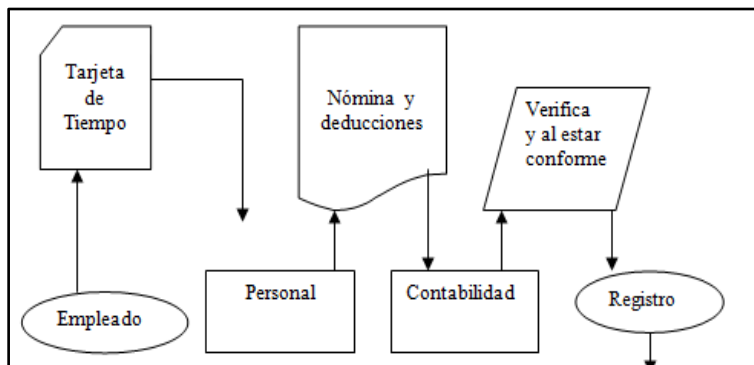 Tarjeta
de
Tiempo
Nómina y
deducciones
Verifica
y al estar
conforme
Empleado
Personal
Contabilidad
Registro